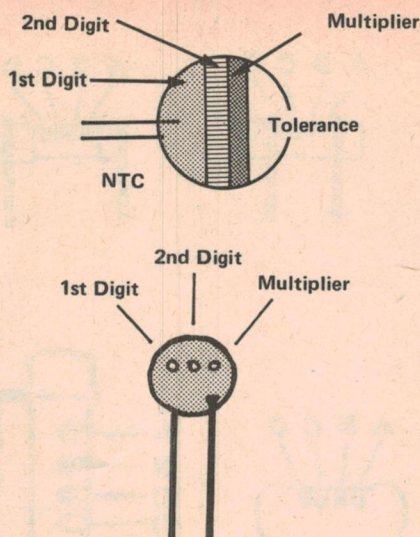 2nd Digit
Multiplier
1st Digit
Tolerance
NTC
2nd Digit
1st Digit
Multiplier